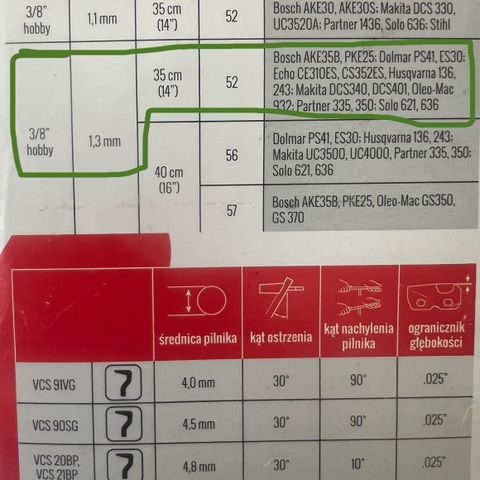 3/8"
hobby
1,1 mm
35 cm
(14")
52
Bosch AKE30, AKE30S; Makita DCS 330,
UC3520A; Partner 1436, Solo 636; Stihl
3/8"
hobby
1,3 mm
35 cm
(14")
52
Bosch AKE35B, PKE25; Dolmar PS41, ES30;
Echo CE310ES, CS352ES, Husqvarna 136,
243; Makita DCS340, DCS401, Oleo-Mac
932; Partner 335, 350; Solo 621, 636
40 cm
(16")
56
Dolmar PS41, ES30; Husqvarna 136, 243;
Makita UC3500, UC4000, Partner 335, 350;
Solo 621, 636
57
Bosch AKE35B, PKE25, Oleo-Mac GS350,
GS 370
średnica pilnika
kąt ostrzenia
kąt nachylenia
pilnika
ogranicznik
głębokości
VCS 91VG
4,0 mm
30°
90°
.025"
VCS 90SG
4,5 mm
30°
90°
.025"
VCS 20BP,
VCS 21BP
4,8 mm
30°
10°
.025"